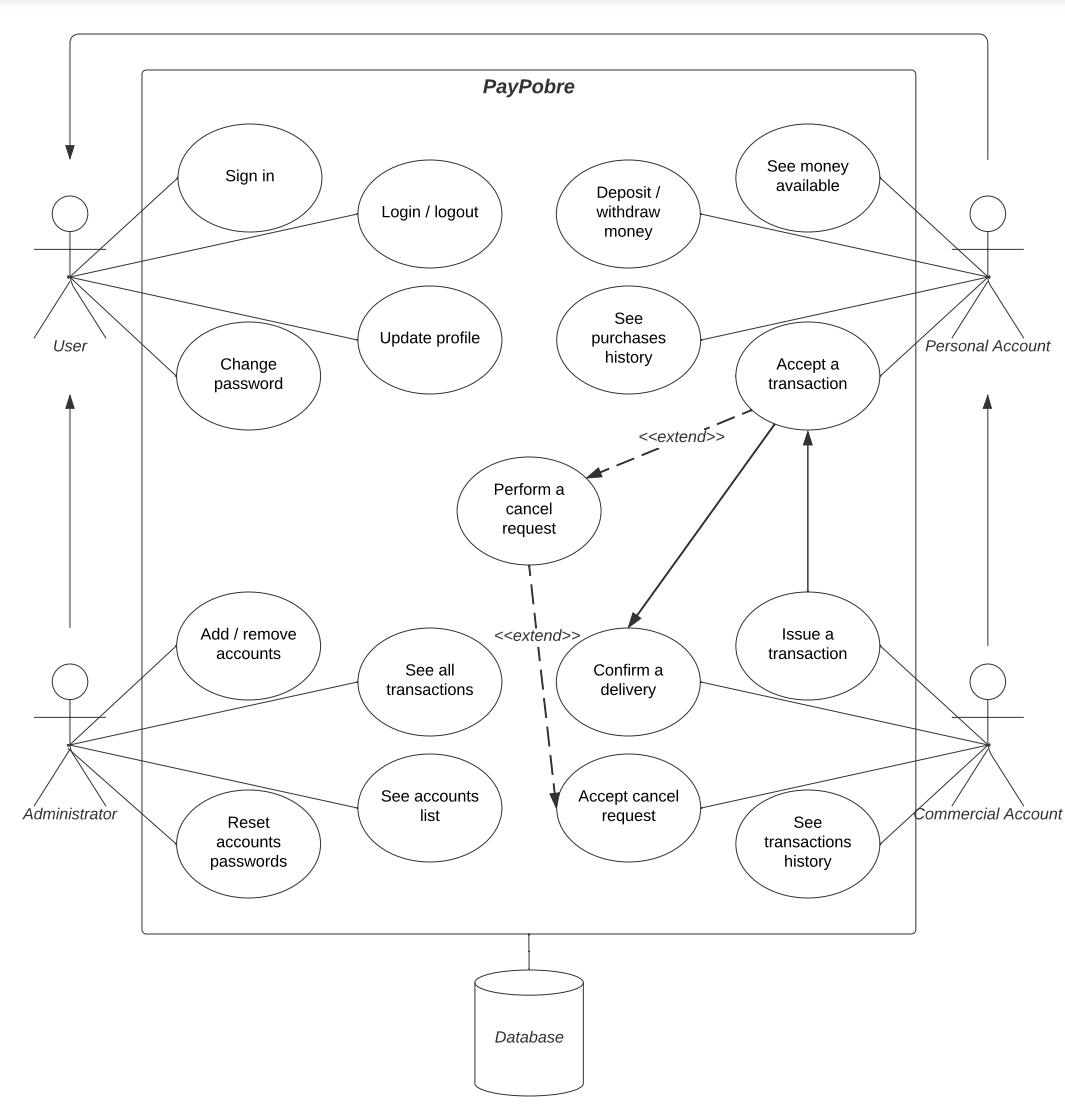 PayPobre
Sign in
See money
available
Login / logout
Deposit /
withdraw
money
User
Personal Account
Update profile
See
purchases
history
Change
password
Accept a
transaction
<<extend>>
Perform a
cancel
request
<<extend>>
Add / remove
accounts
Issue a
transaction
See all
transactions
Confirm a
delivery
Administrator
Commercial Account
See accounts
list
Accept cancel
request
Reset
accounts
passwords
See
transactions
history
Database